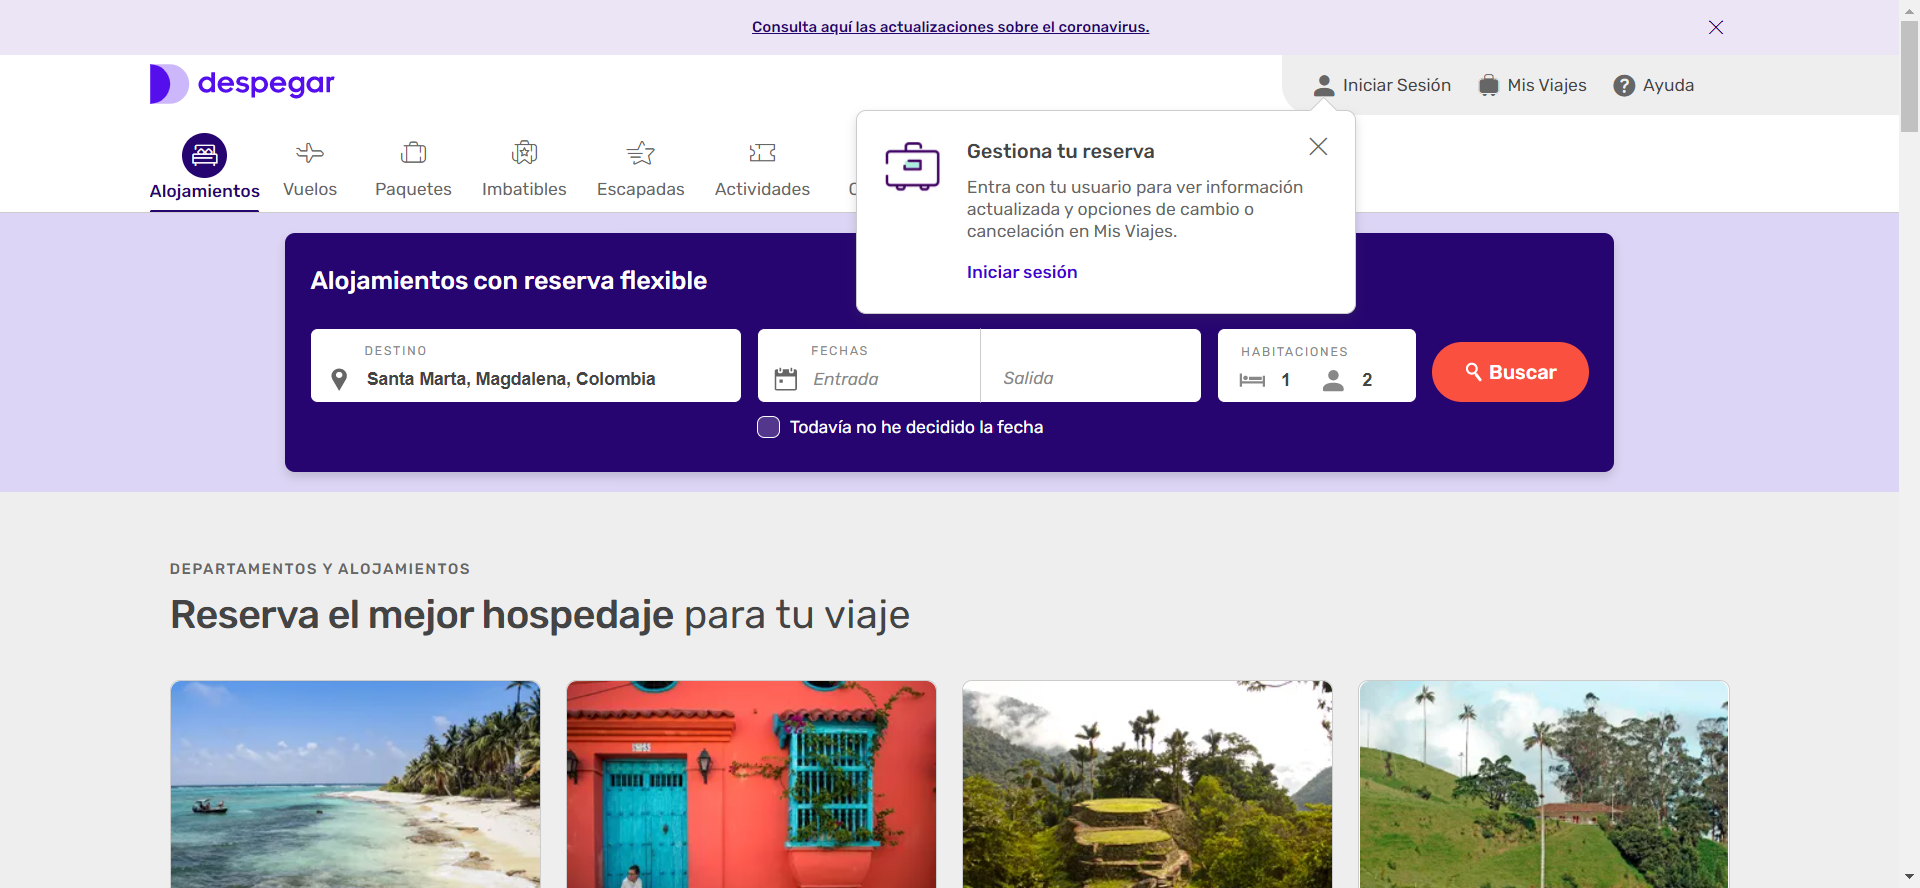 Consulta aquí las actualizaciones sobre el coronavirus.
despegar
Iniciar Sesión
Mis Viajes
? Ayuda
Alojamientos
Vuelos
Paquetes
Imbatibles
Escapadas
Actividades
Gestiona tu reserva
Entra con tu usuario para ver información
actualizada y opciones de cambio o
cancelación en Mis Viajes.
Iniciar sesión
Alojamientos con reserva flexible
DESTINO
Santa Marta, Magdalena, Colombia
FECHAS
Entrada
Salida
HABITACIONES
1
2
Buscar
Todavía no he decidido la fecha
DEPARTAMENTOS Y ALOJAMIENTOS
Reserva el mejor hospedaje para tu viaje